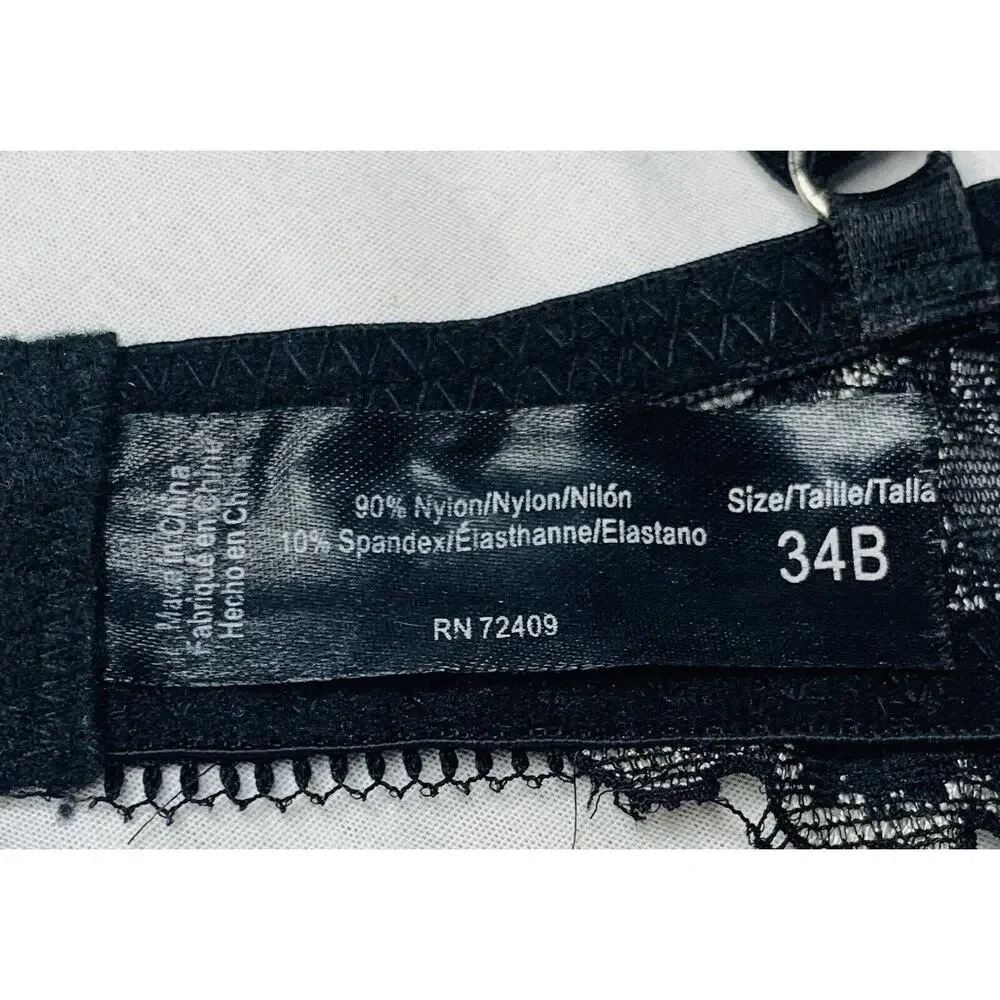 Made in China
Fabriqué en Chine
Hecho en Chi
90% Nylon/Nylon/Nilón
10% Spandex/Élasthanne/Elastano
RN 72409
Size/Taille/Talla
34B